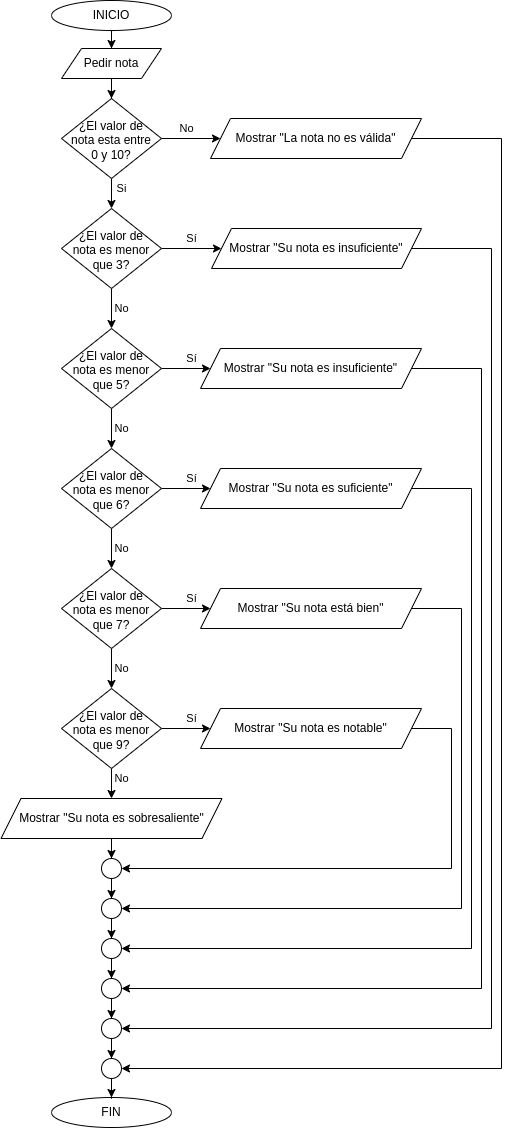 INICIO
Pedir nota
¿El valor de
nota esta entre
0 y 10?
No
Mostrar "La nota no es válida"
Si
¿El valor de
nota es menor
que 3?
Sí
Mostrar "Su nota es insuficiente"
No
¿El valor de
nota es menor
que 5?
Sí
Mostrar "Su nota es insuficiente"
No
¿El valor de
nota es menor
que 6?
Sí
Mostrar "Su nota es suficiente"
No
¿El valor de
nota es menor
que 7?
Sí
Mostrar "Su nota está bien"
No
¿El valor de
nota es menor
que 9?
Sí
Mostrar "Su nota es notable"
No
Mostrar "Su nota es sobresaliente"
FIN